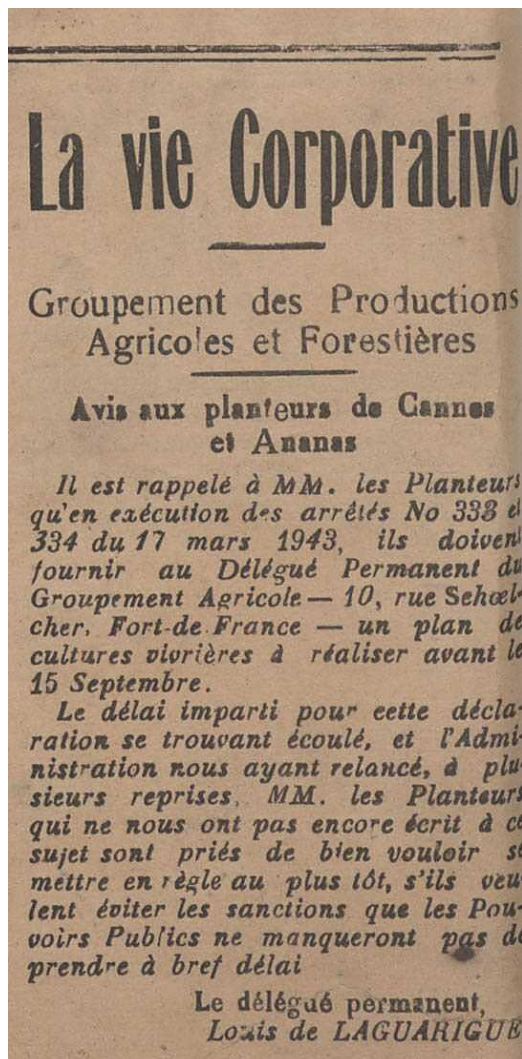 La vie Corporative
Groupement des Productions
Agricoles et Forestières
Avis aux planteurs de Cannes
et Ananas
Il est rappelé à MM. les Planteurs
qu'en exécution des arrêtés No 333 et
334 du 17 mars 1943, ils doivent
fournir au Délégué Permanent du
Groupement Agricole — 10, rue Sehœl-
cher, Fort-de-France — un plan de
cultures vivrières à réaliser avant le
15 Septembre.
Le délai imparti pour cette décla-
ration se trouvant écoulé, et l'Admi-
nistration nous ayant relancé, à plu-
sieurs reprises, MM. les Planteurs
qui ne nous ont pas encore écrit à ce
sujet sont priés de bien vouloir se
mettre en règle au plus tôt, s'ils veu-
lent éviter les sanctions que les Pou-
voirs Publics ne manqueront pas de
prendre à bref délai
Le délégué permanent,
Louis de LAGUARIGUE